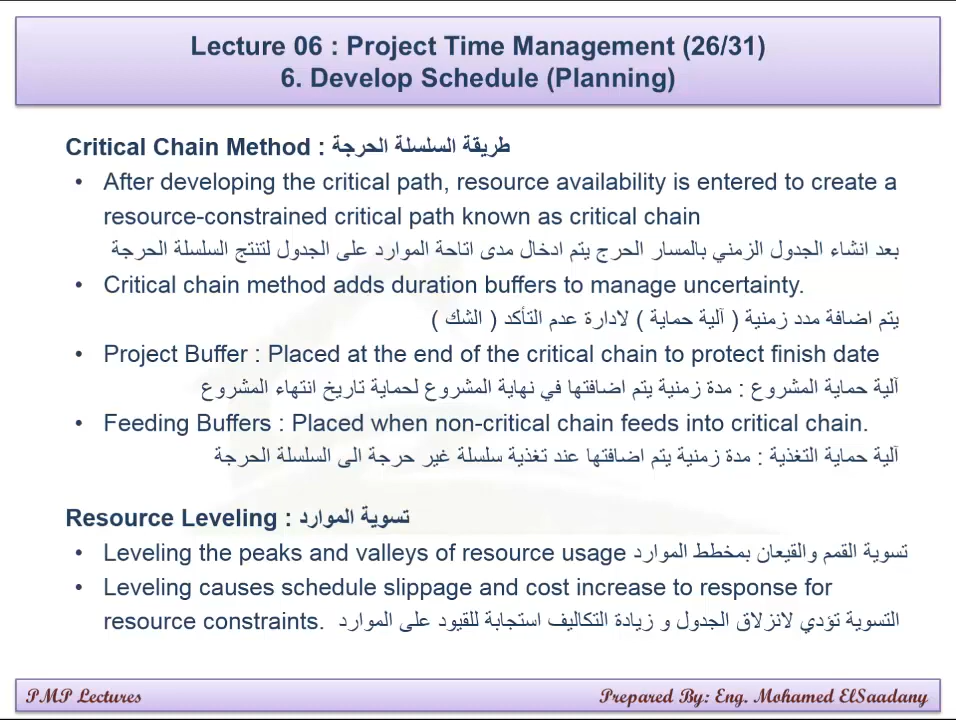 Lecture 06 : Project Time Management (26/31)
6. Develop Schedule (Planning)
Critical Chain Method : طريقة السلسلة الحرجة
• After developing the critical path, resource availability is entered to create a
resource-constrained critical path known as critical chain
بعد انشاء الجدول الزمني بالمسار الحرج يتم ادخال مدى اتاحة الموارد على الجدول لتنتج السلسلة الحرجة
• Critical chain method adds duration buffers to manage uncertainty.
يتم اضافة مدد زمنية ( آلية حماية ) لادارة عدم التأكد ( الشك )
• Project Buffer : Placed at the end of the critical chain to protect finish date
آلية حماية المشروع : مدة زمنية يتم اضافتها في نهاية المشروع لحماية تاريخ انتهاء المشروع
• Feeding Buffers : Placed when non-critical chain feeds into critical chain.
آلية حماية التغذية : مدة زمنية يتم اضافتها عند تغذية سلسلة غير حرجة الى السلسلة الحرجة
Resource Leveling : تسوية الموارد
• Leveling the peaks and valleys of resource usage تسوية القمم والقيعان بمخطط الموارد
• Leveling causes schedule slippage and cost increase to response for
resource constraints. التسوية تؤدي لانزلاق الجدول و زيادة التكاليف استجابة للقيود على الموارد
PMP Lectures
Prepared By: Eng. Mohamed ElSaadany